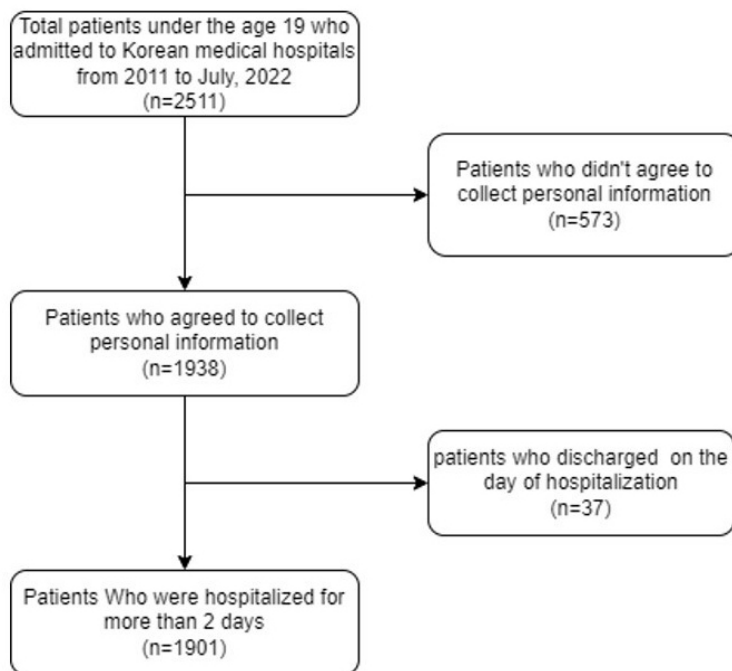 Total patients under the age 19 who
admitted to Korean medical hospitals
from 2011 to July, 2022
(n=2511)
Patients who didn't agree to
collect personal information
(n=573)
Patients who agreed to collect
personal information
(n=1938)
patients who discharged on the
day of hospitalization
(n=37)
Patients Who were hospitalized for
more than 2 days
(n=1901)